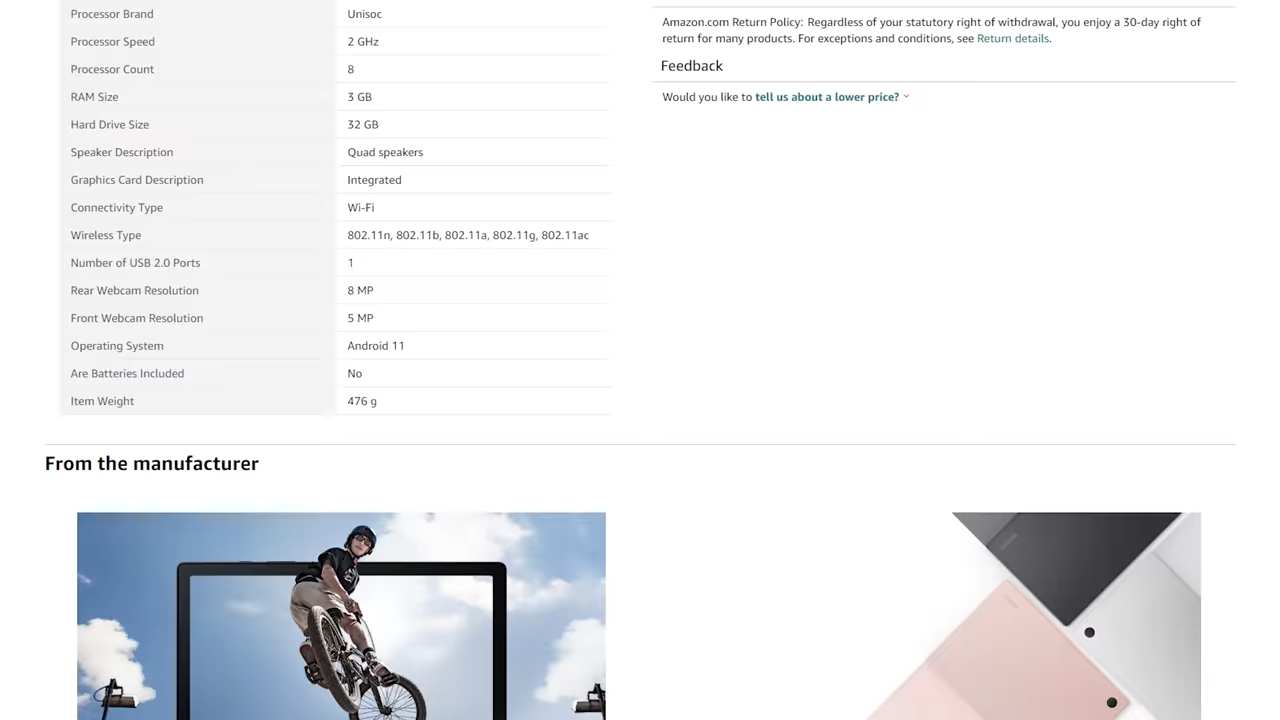 Processor Brand Unisoc
Processor Speed 2 GHz
Processor Count 8
RAM Size 3 GB
Hard Drive Size 32 GB
Speaker Description Quad speakers
Graphics Card Description Integrated
Connectivity Type Wi-Fi
Wireless Type 802.11n, 802.11b, 802.11a, 802.11g, 802.11ac
Number of USB 2.0 Ports 1
Rear Webcam Resolution 8 MP
Front Webcam Resolution 5 MP
Operating System Android 11
Are Batteries Included No
Item Weight 476 g
Amazon.com Return Policy: Regardless of your statutory right of withdrawal, you enjoy a 30-day right of
return for many products. For exceptions and conditions, see Return details.
Feedback
Would you like to tell us about a lower price?
From the manufacturer